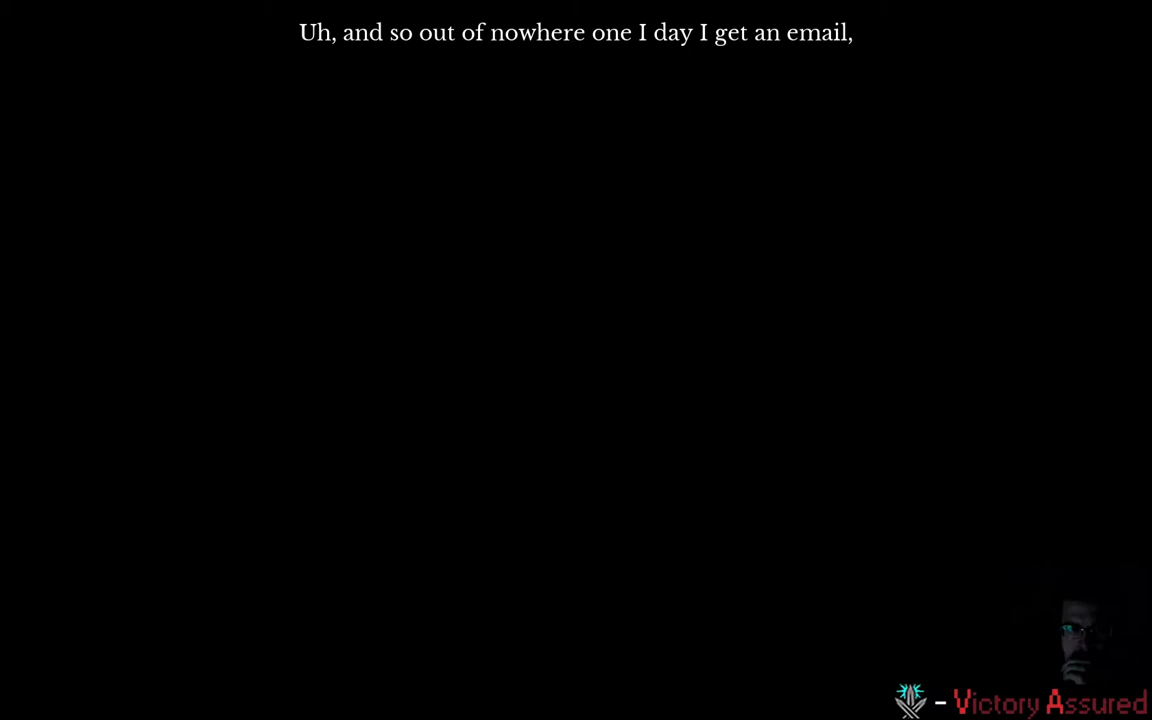 Uh, and so out of nowhere one I day I get an email,
- Victory Assured